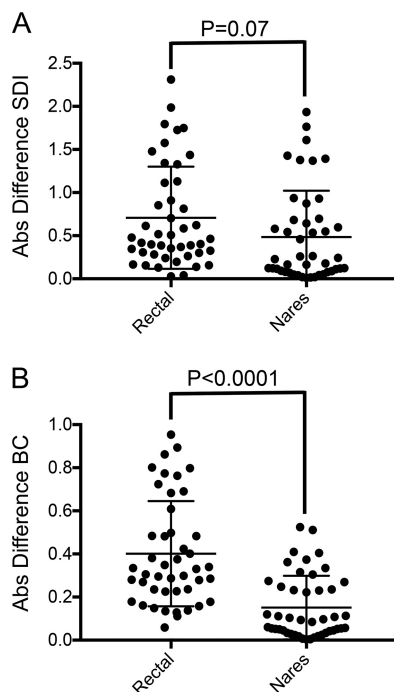 A
P=0.07
Abs Difference SDI
2.5
2.0
1.5
1.0
0.5
0.0
Rectal
Nares
B
P<0.0001
Abs Difference BC
1.0
0.8
0.6
0.4
0.2
0.0
Rectal
Nares